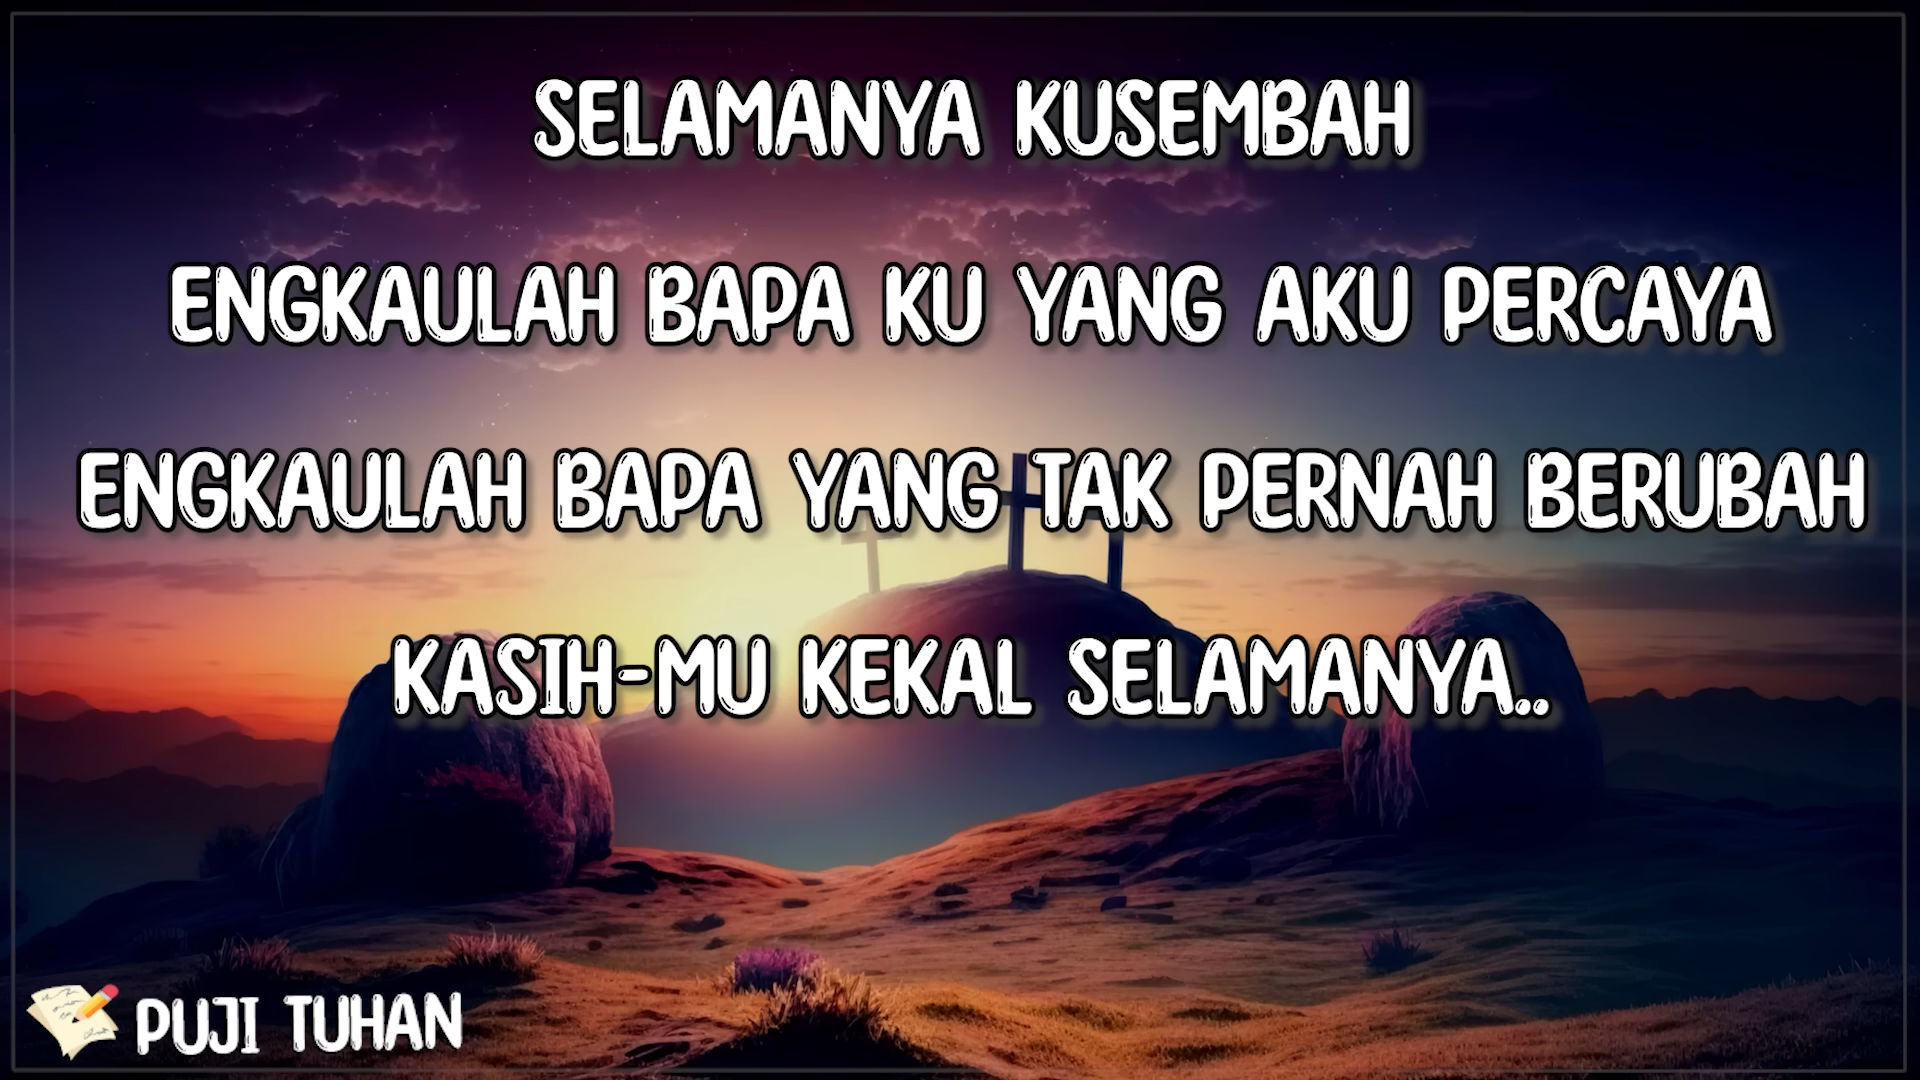 SELAMANYA KUSEMBAH
ENGKAULAH BAPA KU YANG AKU PERCAYA
ENGKAULAH BAPA YANG TAK PERNAH BERUBAH
KASIH-MU KEKAL SELAMANYA..
PUJI TUHAN